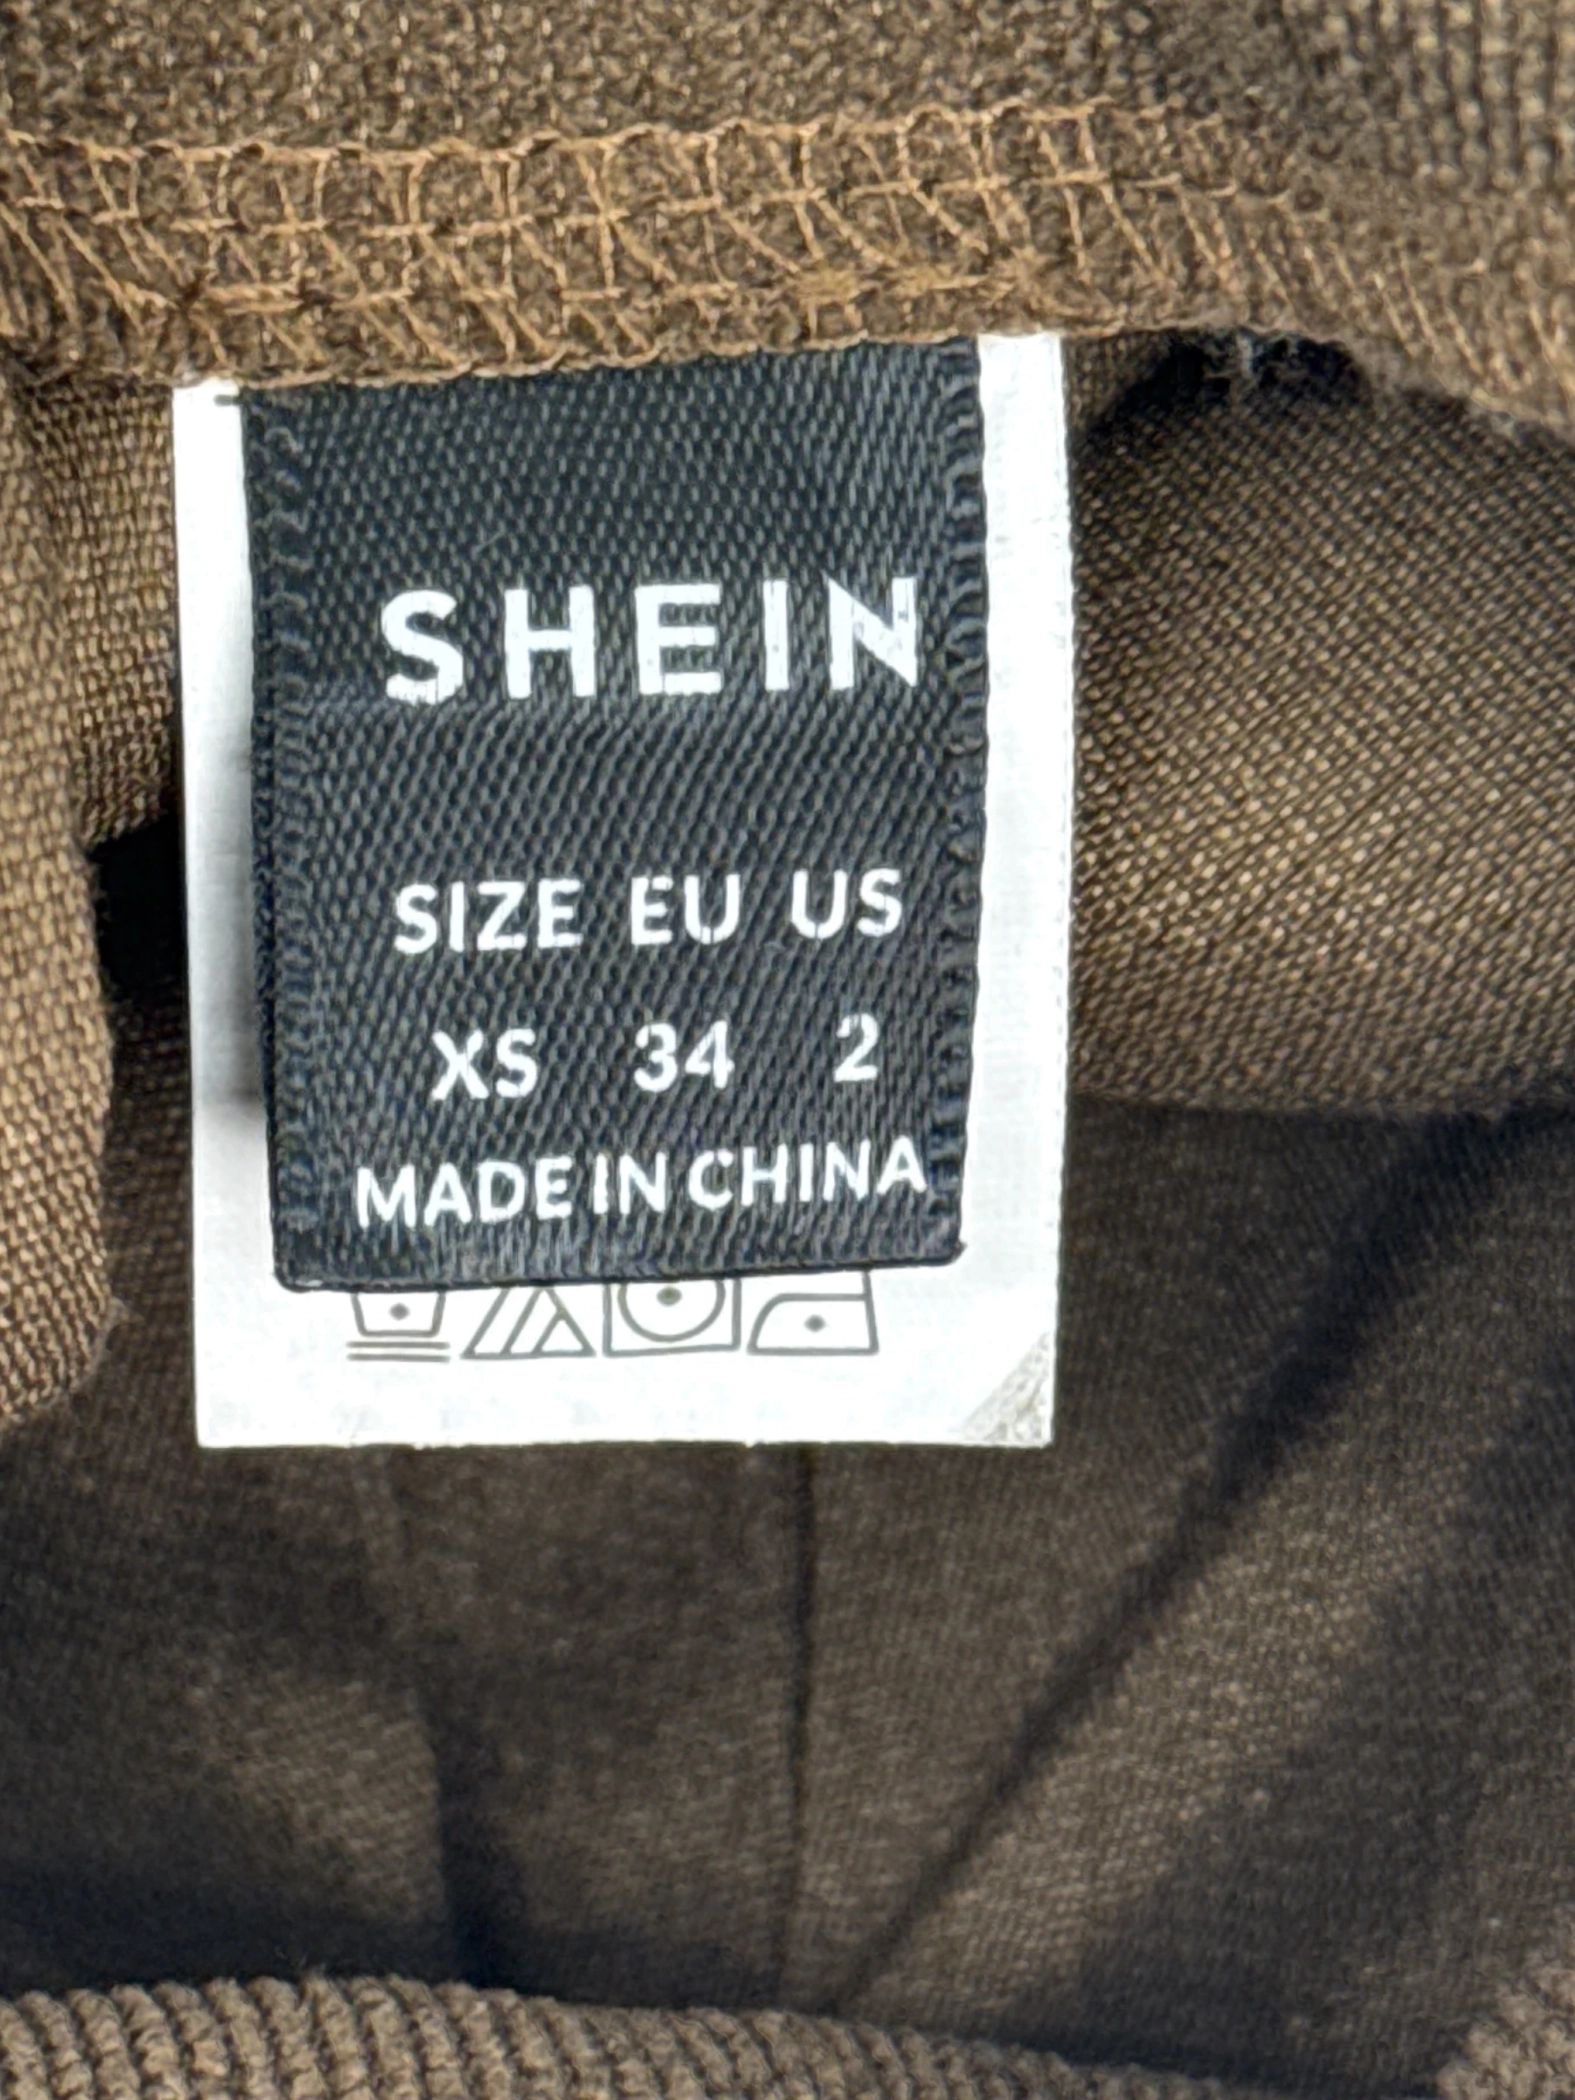 SHEIN
SIZE EU US
XS 34 2
MADE IN CHINA